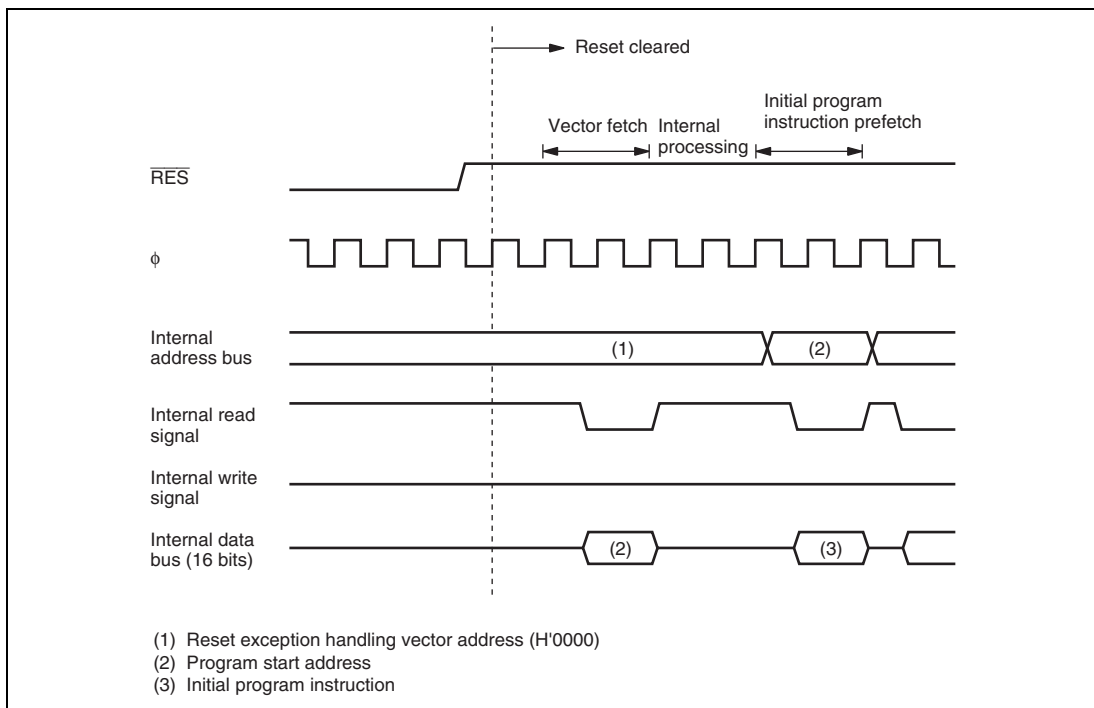 Reset cleared
Initial program
Vector fetch Internal instruction prefetch
processing
RES
φ
Internal
address bus
(1) (2)
Internal read
signal
Internal write
signal
Internal data
bus (16 bits)
(2) (3)
(1) Reset exception handling vector address (H'0000)
(2) Program start address
(3) Initial program instruction